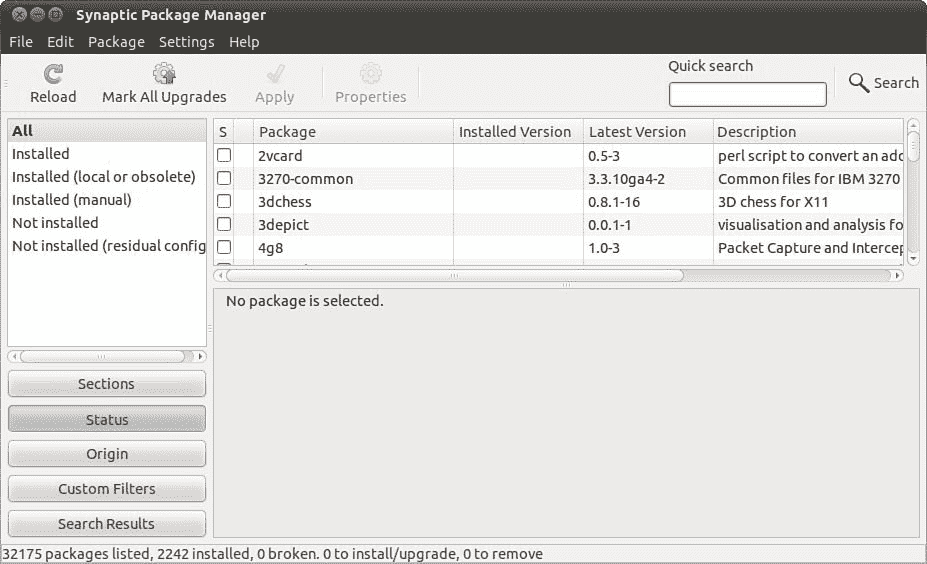 Synaptic Package Manager
File Edit Package Settings Help
Quick search
Reload Mark All Upgrades Apply Properties Search
All
Installed
Installed (local or obsolete)
Installed (manual)
Not installed
Not installed (residual config
S Package Installed Version Latest Version Description
2vcard 0.5-3 perl script to convert an add
3270-common 3.3.10ga4-2 Common files for IBM 3270
3dchess 0.8.1-16 3D chess for X11
3depict 0.0.1-1 visualisation and analysis fo
4g8 1.0-3 Packet Capture and Intercep
No package is selected.
Sections
Status
Origin
Custom Filters
Search Results
32175 packages listed, 2242 installed, 0 broken. 0 to install/upgrade, 0 to remove